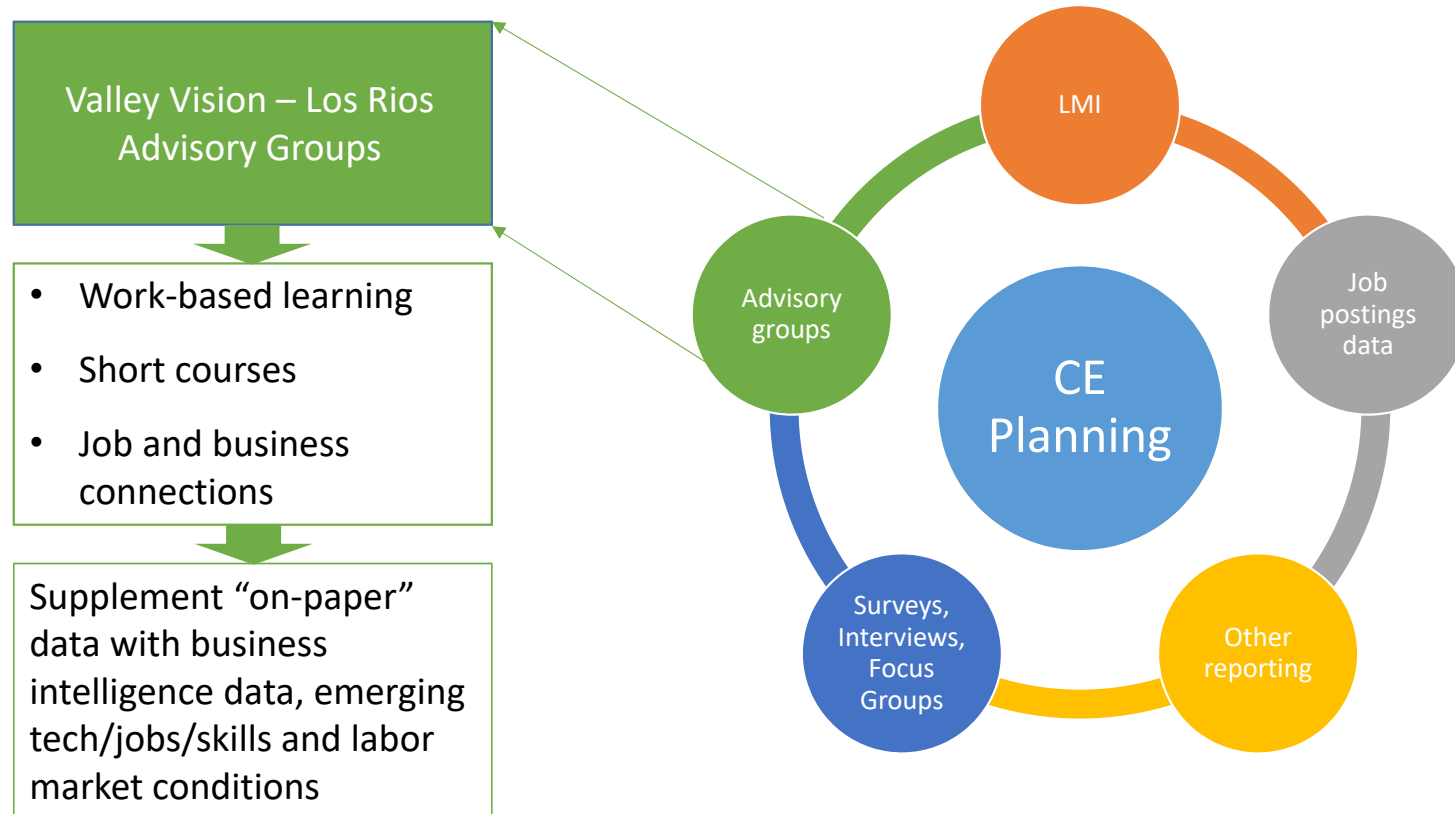 Valley Vision – Los Rios
Advisory Groups
• Work-based learning
• Short courses
• Job and business
connections
Supplement “on-paper”
data with business
intelligence data, emerging
tech/jobs/skills and labor
market conditions
LMI
Job
postings
data
Other
reporting
Surveys,
Interviews,
Focus
Groups
Advisory
groups
CE
Planning